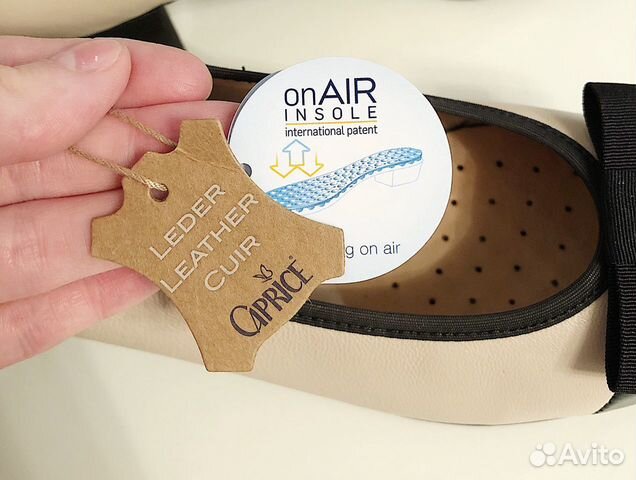 onAIR
INSOLE
international patent
g on air
LEDER
LEATHER
CUIR
CAPRICE®
Avito